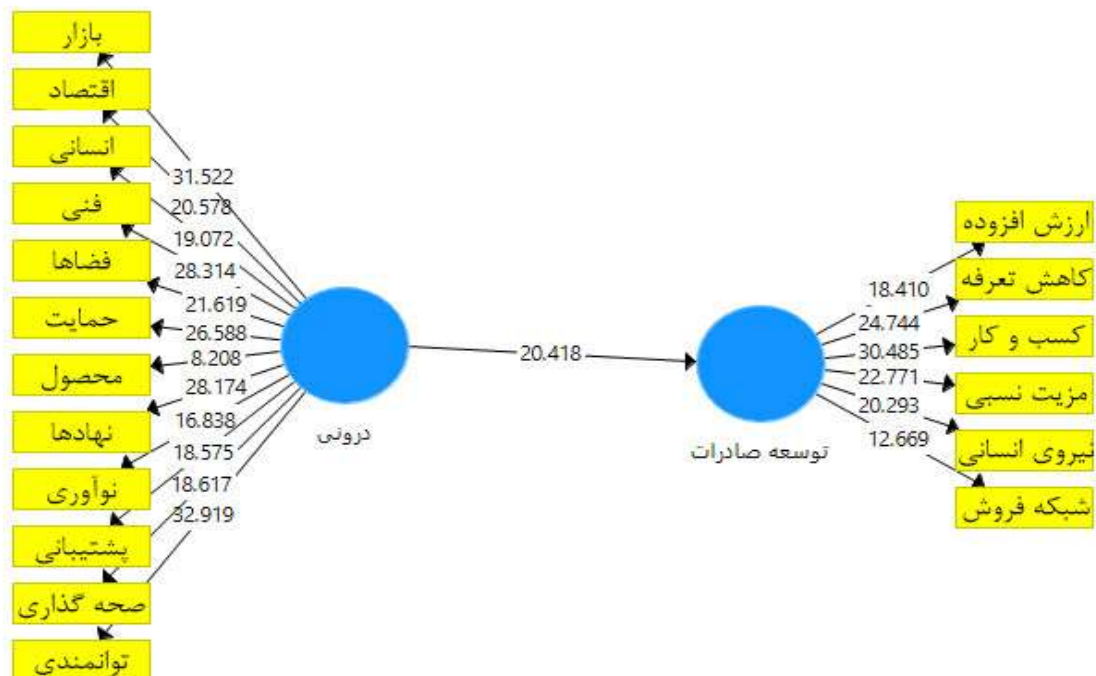 بازار
اقتصاد
انسانی
فنی
فضاها
حمایت
محصول
نهادها
نوآوری
پشتیبانی
صحه گذاری
توانمندی
31.522
20.578
19.072
28.314
21.619
26.588
8.208
28.174
16.838
18.575
18.617
32.919
درونی
20.418
توسعه صادرات
18.410
24.744
30.485
22.771
20.293
12.669
ارزش افزوده
کاهش تعرفه
کسب و کار
مزیت نسبی
نیروی انسانی
شبکه فروش